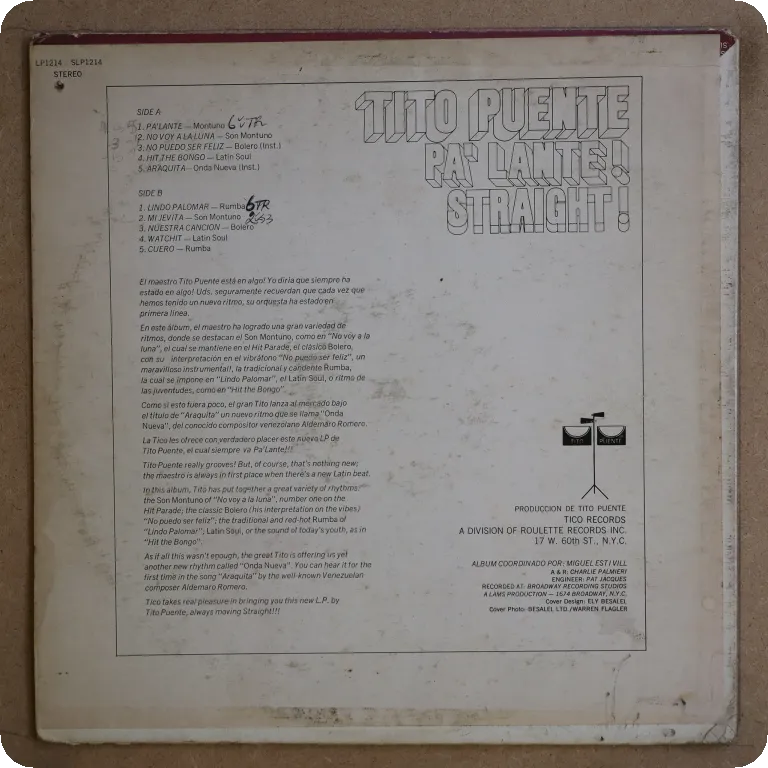 LP1214 SLP1214
STEREO
TITO PUENTE
PA' LANTE!
STRAIGHT!
SIDE A
1. PA'LANTE — Montuno
2. NO VOY A LA LUNA — Son Montuno
3. NO PUEDO SER FELIZ — Bolero (Inst.)
4. HIT THE BONGO — Latin Soul
5. ARAQUITA — Onda Nueva (Inst.)
SIDE B
1. LINDO PALOMAR — Rumba 6TR
2. MI JEVITA — Son Montuno
3. NUESTRA CANCION — Bolero
4. WATCHIT — Latin Soul
5. CUERO — Rumba
El maestro Tito Puente está en algo! Yo diría que siempre ha
estado en algo! Uds. seguramente recuerdan que cada vez que
hemos tenido un nuevo ritmo, su orquesta ha estado en
primera línea.
En este álbum, el maestro ha logrado una gran variedad de
ritmos, donde se destacan el Son Montuno, como en "No voy a la
luna", el cual se mantiene en el Hit Parade, el clásico Bolero,
con su interpretación en el vibráfono "No puedo ser feliz", un
maravilloso instrumental!, la tradicional y candente Rumba,
la cual se impone en "Lindo Palomar", el Latin Soul, o ritmo de
las juventudes, como en "Hit the Bongo".
Como si esto fuera poco, el gran Tito lanza al mercado bajo
el título de "Araquita" un nuevo ritmo que se llama "Onda
Nueva", del conocido compositor venezolano Aldemaro Romero.
La Tico les ofrece con verdadero placer este nuevo LP de
Tito Puente, el cual siempre va Pa'Lante!!!
Tito Puente really grooves! But, of course, that's nothing new;
the maestro is always in first place when there's a new Latin beat.
In this album, Tito has put together a great variety of rhythms:
the Son Montuno of "No voy a la luna", number one on the
Hit Parade; the classic Bolero (his interpretation on the vibes)
"No puedo ser feliz"; the traditional and red-hot Rumba of
"Lindo Palomar"; Latin Soul, or the sound of today's youth, as in
"Hit the Bongo".
As if all this wasn't enough, the great Tito is offering us yet
another new rhythm called "Onda Nueva". You can hear it for the
first time in the song "Araquita" by the well-known Venezuelan
composer Aldemaro Romero.
Tico takes real pleasure in bringing you this new L.P. by
Tito Puente, always moving Straight!!!
TITO PUENTE
PRODUCCION DE TITO PUENTE
TICO RECORDS
A DIVISION OF ROULETTE RECORDS INC.
17 W. 60th ST., N.Y.C.
ALBUM COORDINADO POR: MIGUEL ESTIVILL
A & R: CHARLIE PALMIERI
ENGINEER: PAT JACQUES
RECORDED AT: BROADWAY RECORDING STUDIOS
A LAMS PRODUCTION — 1674 BROADWAY, N.Y.C.
Cover Design: ELY BESALEL
Cover Photo: BESALEL LTD./WARREN FLAGLER